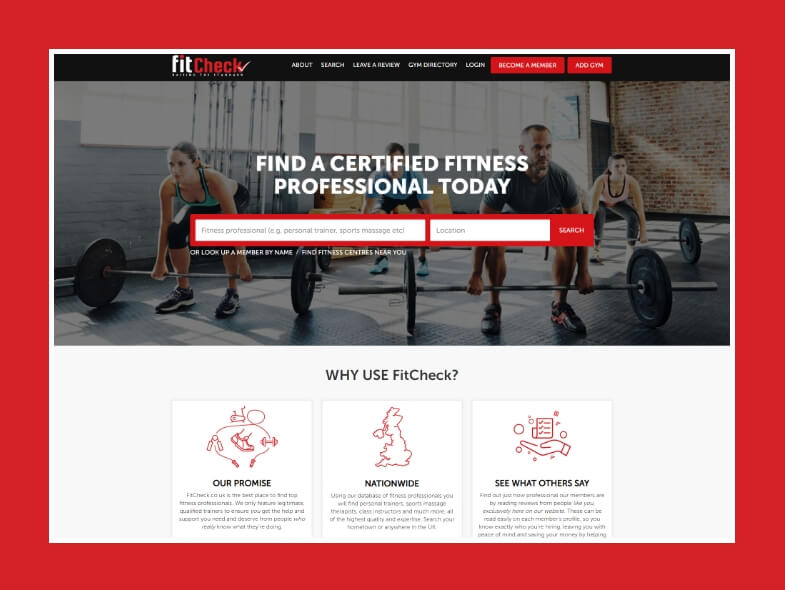 fitCheck
RAISING THE STANDARD
ABOUT SEARCH LEAVE A REVIEW GYM DIRECTORY LOGIN BECOME A MEMBER ADD GYM
FIND A CERTIFIED FITNESS
PROFESSIONAL TODAY
Fitness professional (e.g. personal trainer, sports massage etc) Location SEARCH
OR LOOK UP A MEMBER BY NAME / FIND FITNESS CENTRES NEAR YOU
WHY USE FitCheck?
OUR PROMISE
FitCheck.co.uk is the best place to find top
fitness professionals. We only feature legitimate,
qualified trainers to ensure you get the help and
support you need and deserve from people who
really know what they're doing.
NATIONWIDE
Using our database of fitness professionals you
will find personal trainers, sports massage
therapists, class instructors and much more, all
of the highest quality and expertise. Search your
hometown or anywhere in the UK.
SEE WHAT OTHERS SAY
Find out just how professional our members are
by reading reviews from people like you
exclusively here on our website. These can be
read easily on each member's profile, so you
know exactly who you're hiring, leaving you with
peace of mind and saving your money by helping